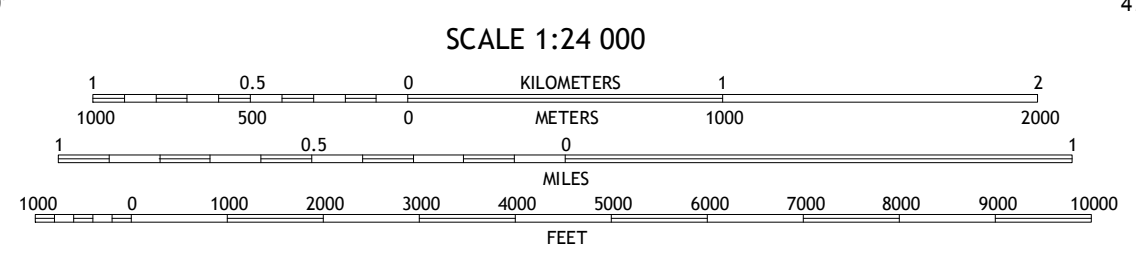 4
SCALE 1:24 000
1 0.5 0 KILOMETERS 1 2
1000 500 0 METERS 1000 2000
1 0.5 0 1
MILES
1000 0 1000 2000 3000 4000 5000 6000 7000 8000 9000 10000
FEET